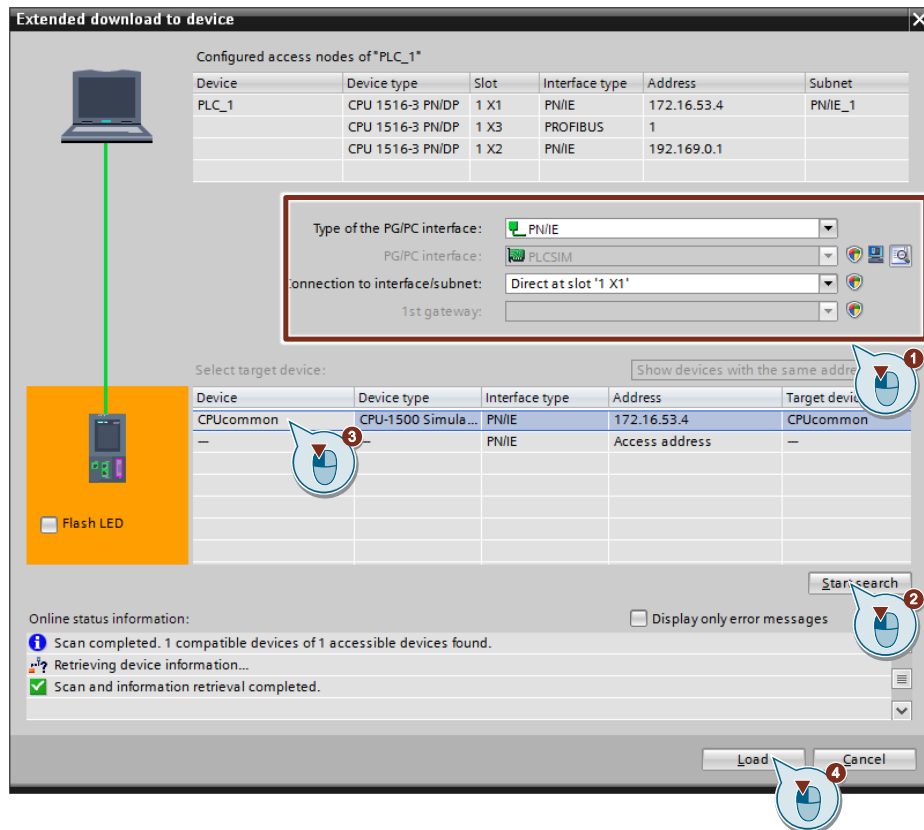 Extended download to device
Configured access nodes of "PLC_1"
Device Device type Slot Interface type Address Subnet
PLC_1 CPU 1516-3 PN/DP 1 X1 PN/IE 172.16.53.4 PN/IE_1
CPU 1516-3 PN/DP 1 X3 PROFIBUS 1
CPU 1516-3 PN/DP 1 X2 PN/IE 192.169.0.1
Type of the PG/PC interface: PN/IE
PG/PC interface: PLCSIM
Connection to interface/subnet: Direct at slot '1 X1'
1st gateway:
1
Select target device: Show devices with the same addre
Device Device type Interface type Address Target devic
CPUcommon CPU-1500 Simula... PN/IE 172.16.53.4 CPUcommon
— — PN/IE Access address —
3
Flash LED
Start search
2
Online status information: Display only error messages
Scan completed. 1 compatible devices of 1 accessible devices found.
Retrieving device information...
Scan and information retrieval completed.
Load Cancel
4